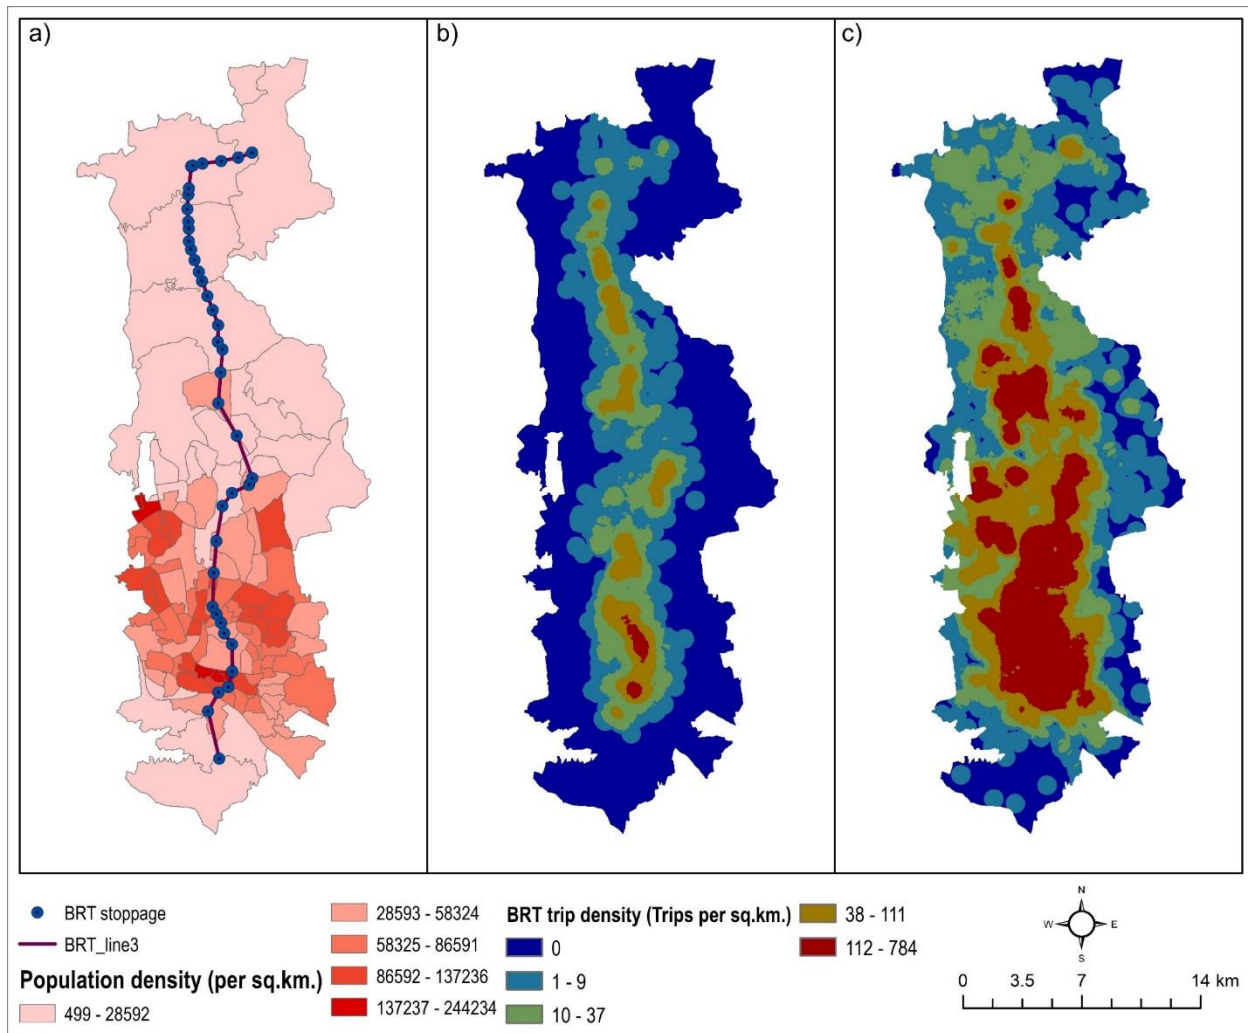 a)
b)
c)
BRT stoppage
BRT_line3
Population density (per sq.km.)
499 - 28592
28593 - 58324
58325 - 86591
86592 - 137236
137237 - 244234
BRT trip density (Trips per sq.km.)
0
1 - 9
10 - 37
38 - 111
112 - 784
N
W E
S
0 3.5 7 14 km